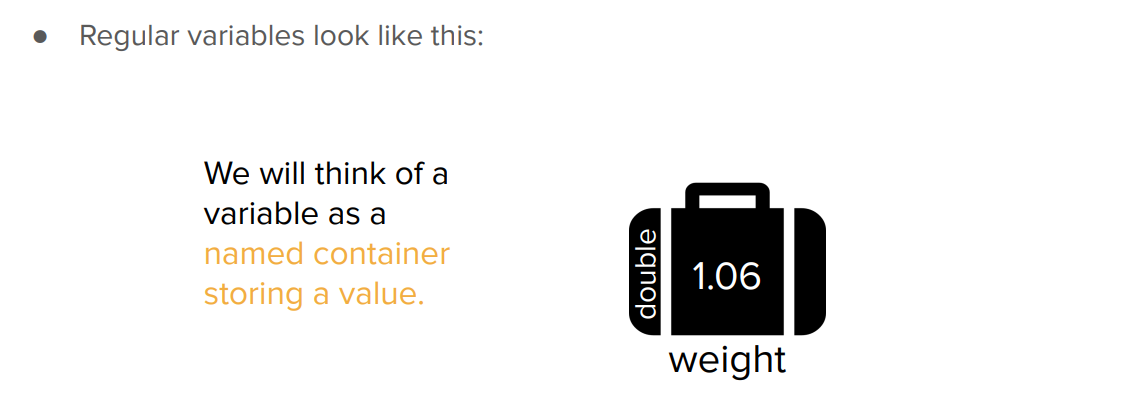 ● Regular variables look like this:
We will think of a
variable as a
named container
storing a value.
double
1.06
weight